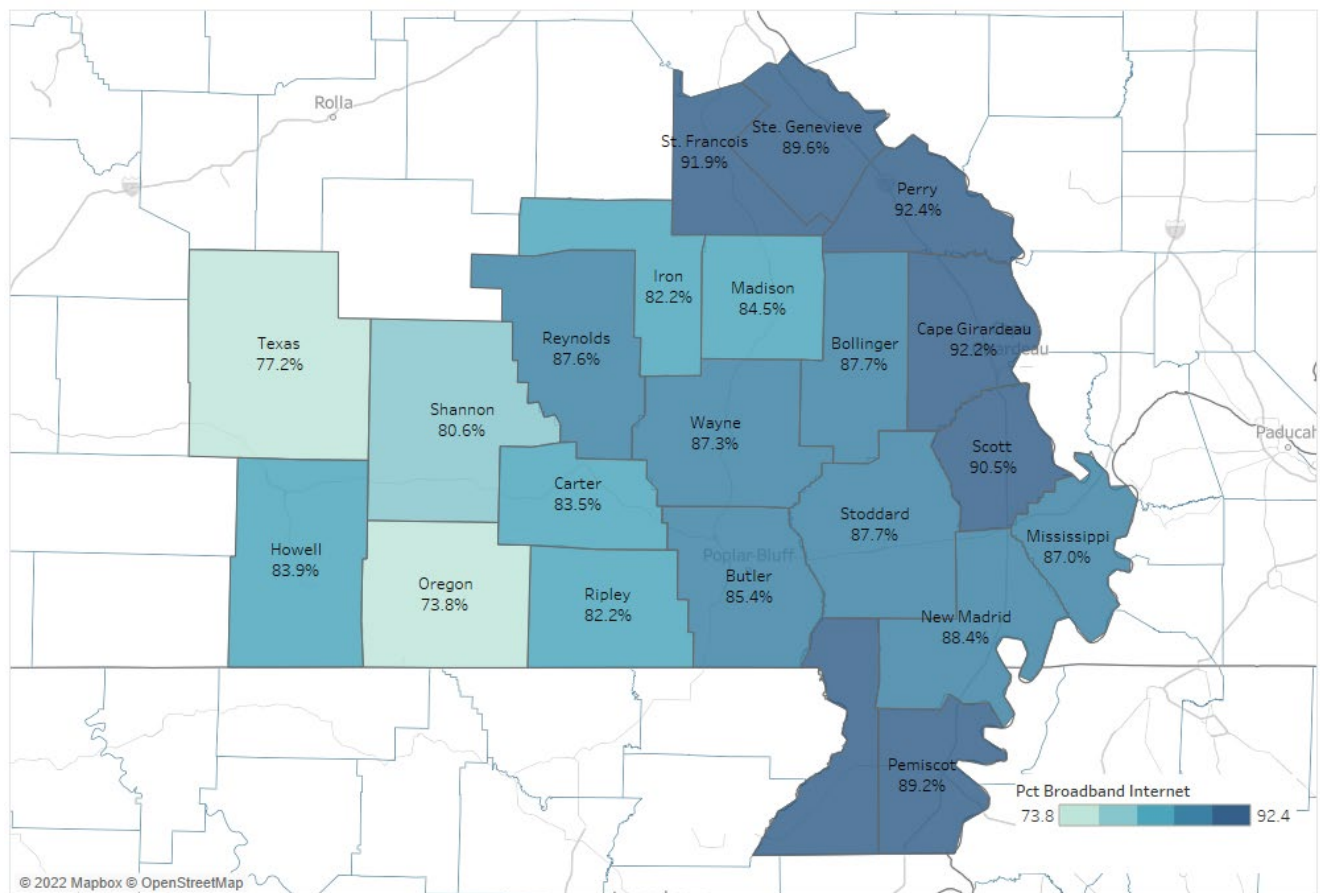 Rolla
St. Francois
91.9%
Ste. Genevieve
89.6%
Perry
92.4%
Iron
82.2%
Madison
84.5%
Texas
77.2%
Reynolds
87.6%
Bollinger
87.7%
Cape Girardeau
92.2%
Shannon
80.6%
Wayne
87.3%
Scott
90.5%
Paducah
Carter
83.5%
Stoddard
87.7%
Mississippi
87.0%
Howell
83.9%
Oregon
73.8%
Ripley
82.2%
Poplar Bluff
Butler
85.4%
New Madrid
88.4%
Pemiscot
89.2%
Pct Broadband Internet
73.8 92.4
© 2022 Mapbox © OpenStreetMap